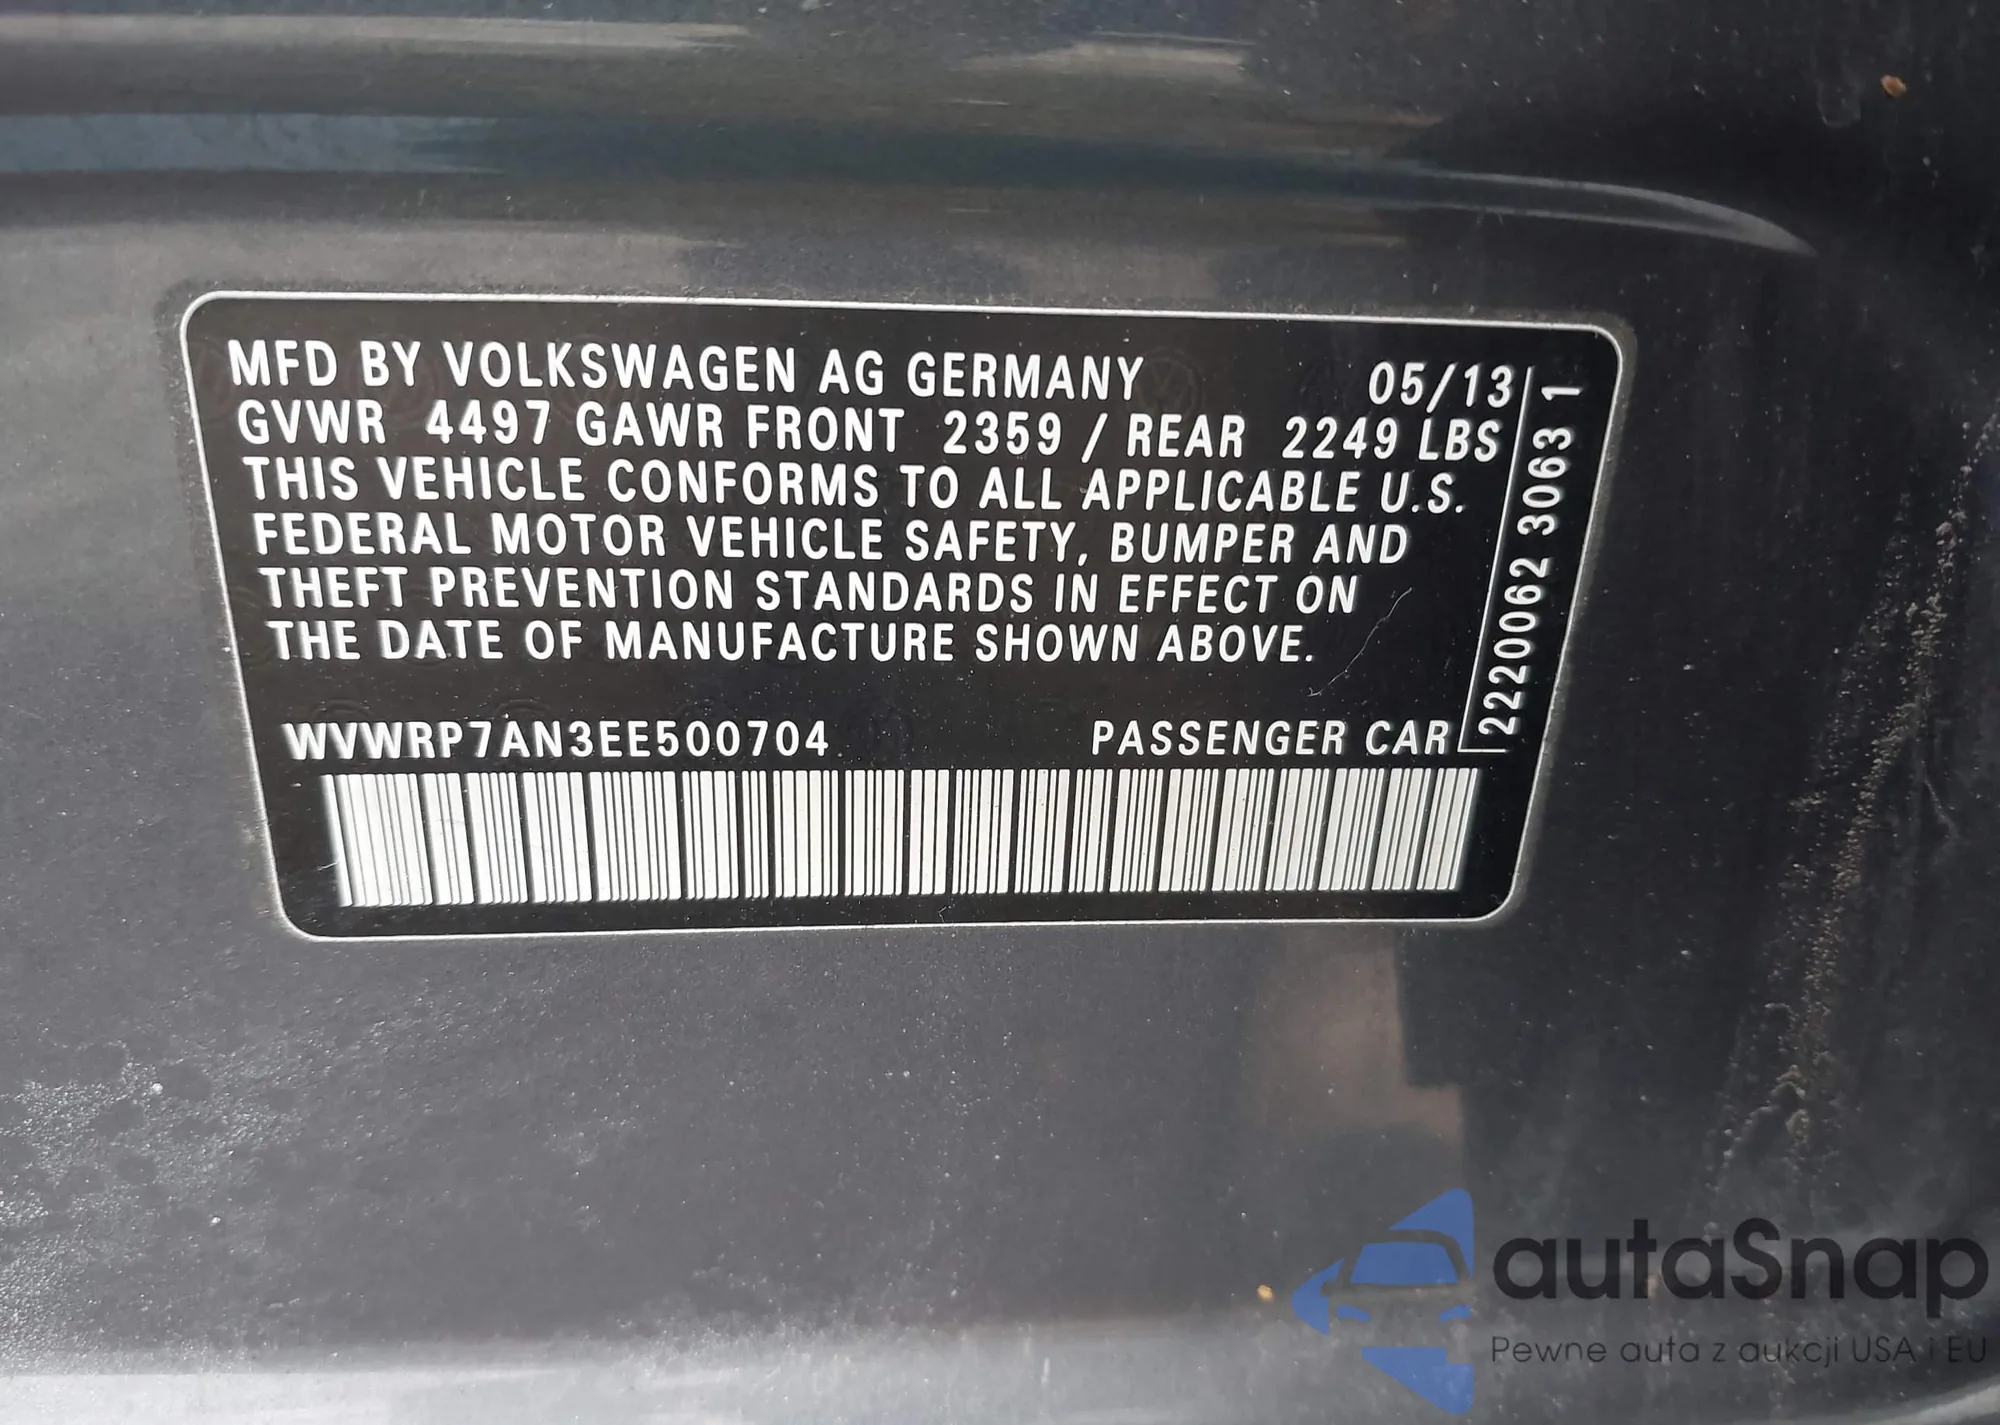 MFD BY VOLKSWAGEN AG GERMANY 05/13
GVWR 4497 GAWR FRONT 2359 / REAR 2249 LBS
THIS VEHICLE CONFORMS TO ALL APPLICABLE U.S.
FEDERAL MOTOR VEHICLE SAFETY, BUMPER AND
THEFT PREVENTION STANDARDS IN EFFECT ON
THE DATE OF MANUFACTURE SHOWN ABOVE.
WVWRP7AN3EE500704 PASSENGER CAR
2220062 3063 1
autaSnap
Pewne auta z aukcji USA i EU